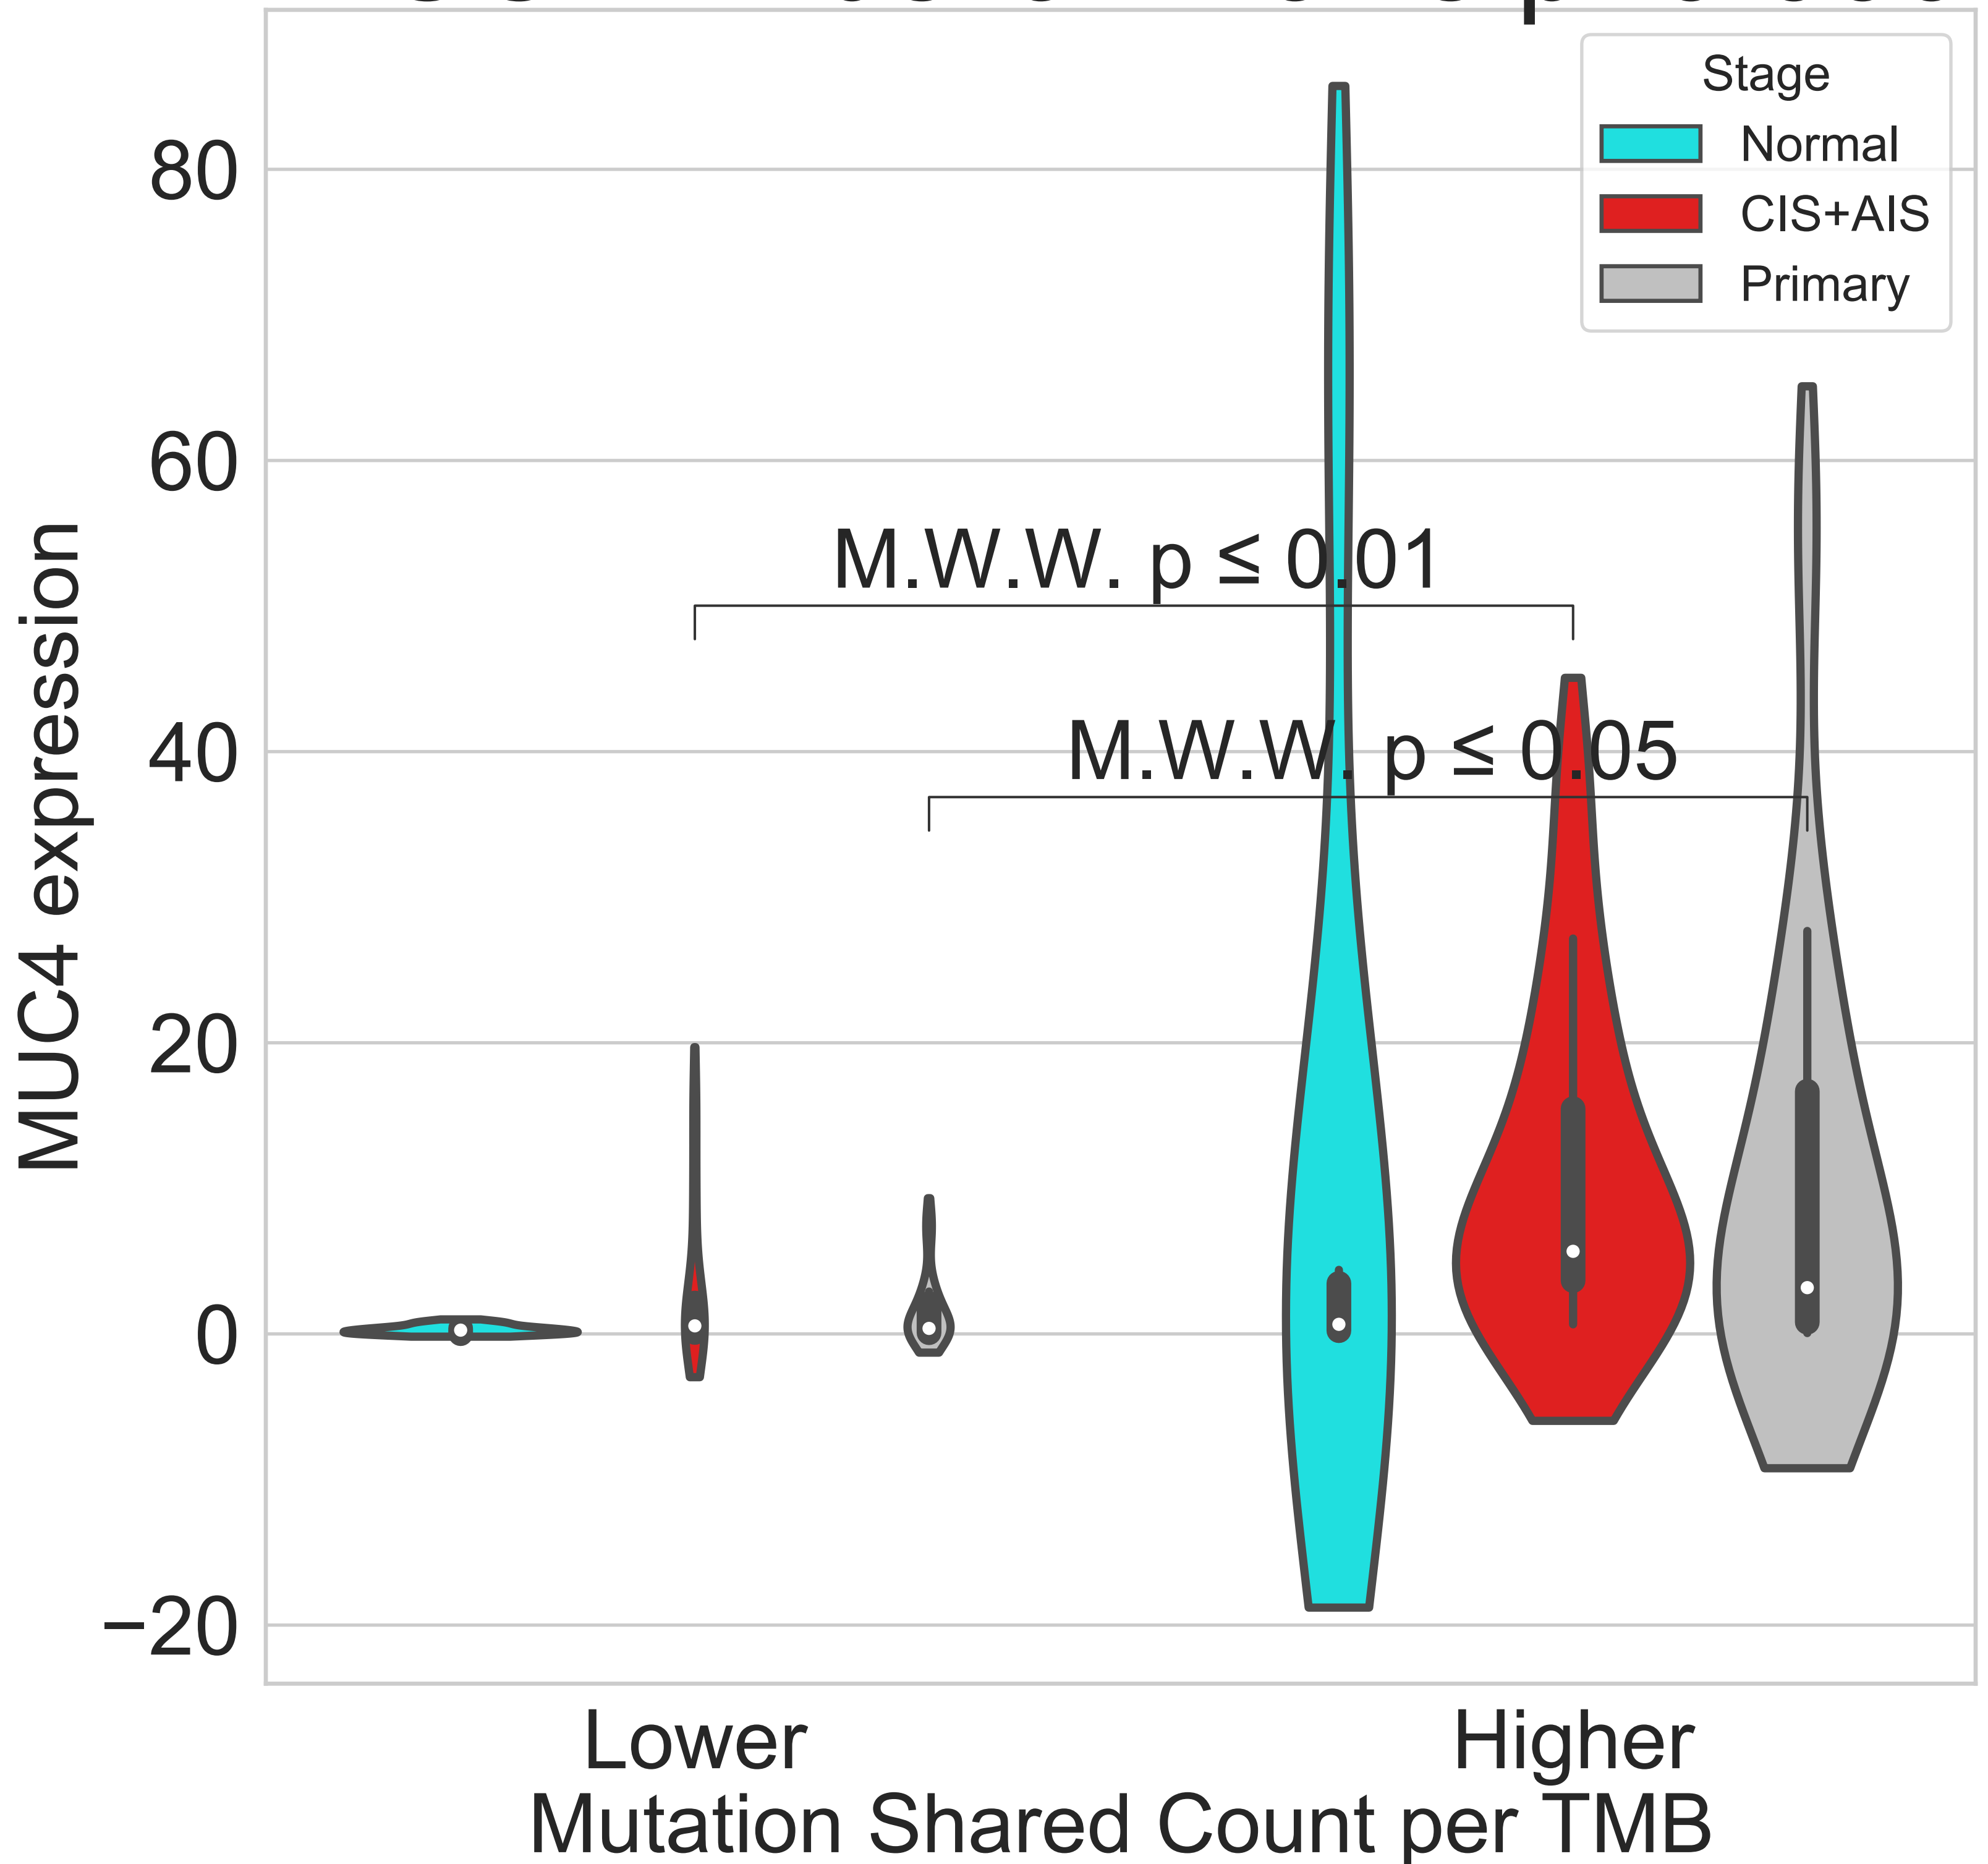 Stage
Normal
CIS+AIS
Primary
80
60
40
20
0
−20
MUC4 expression
M.W.W. p ≤ 0.01
M.W.W. p ≤ 0.05
Lower
Higher
Mutation Shared Count per TMB